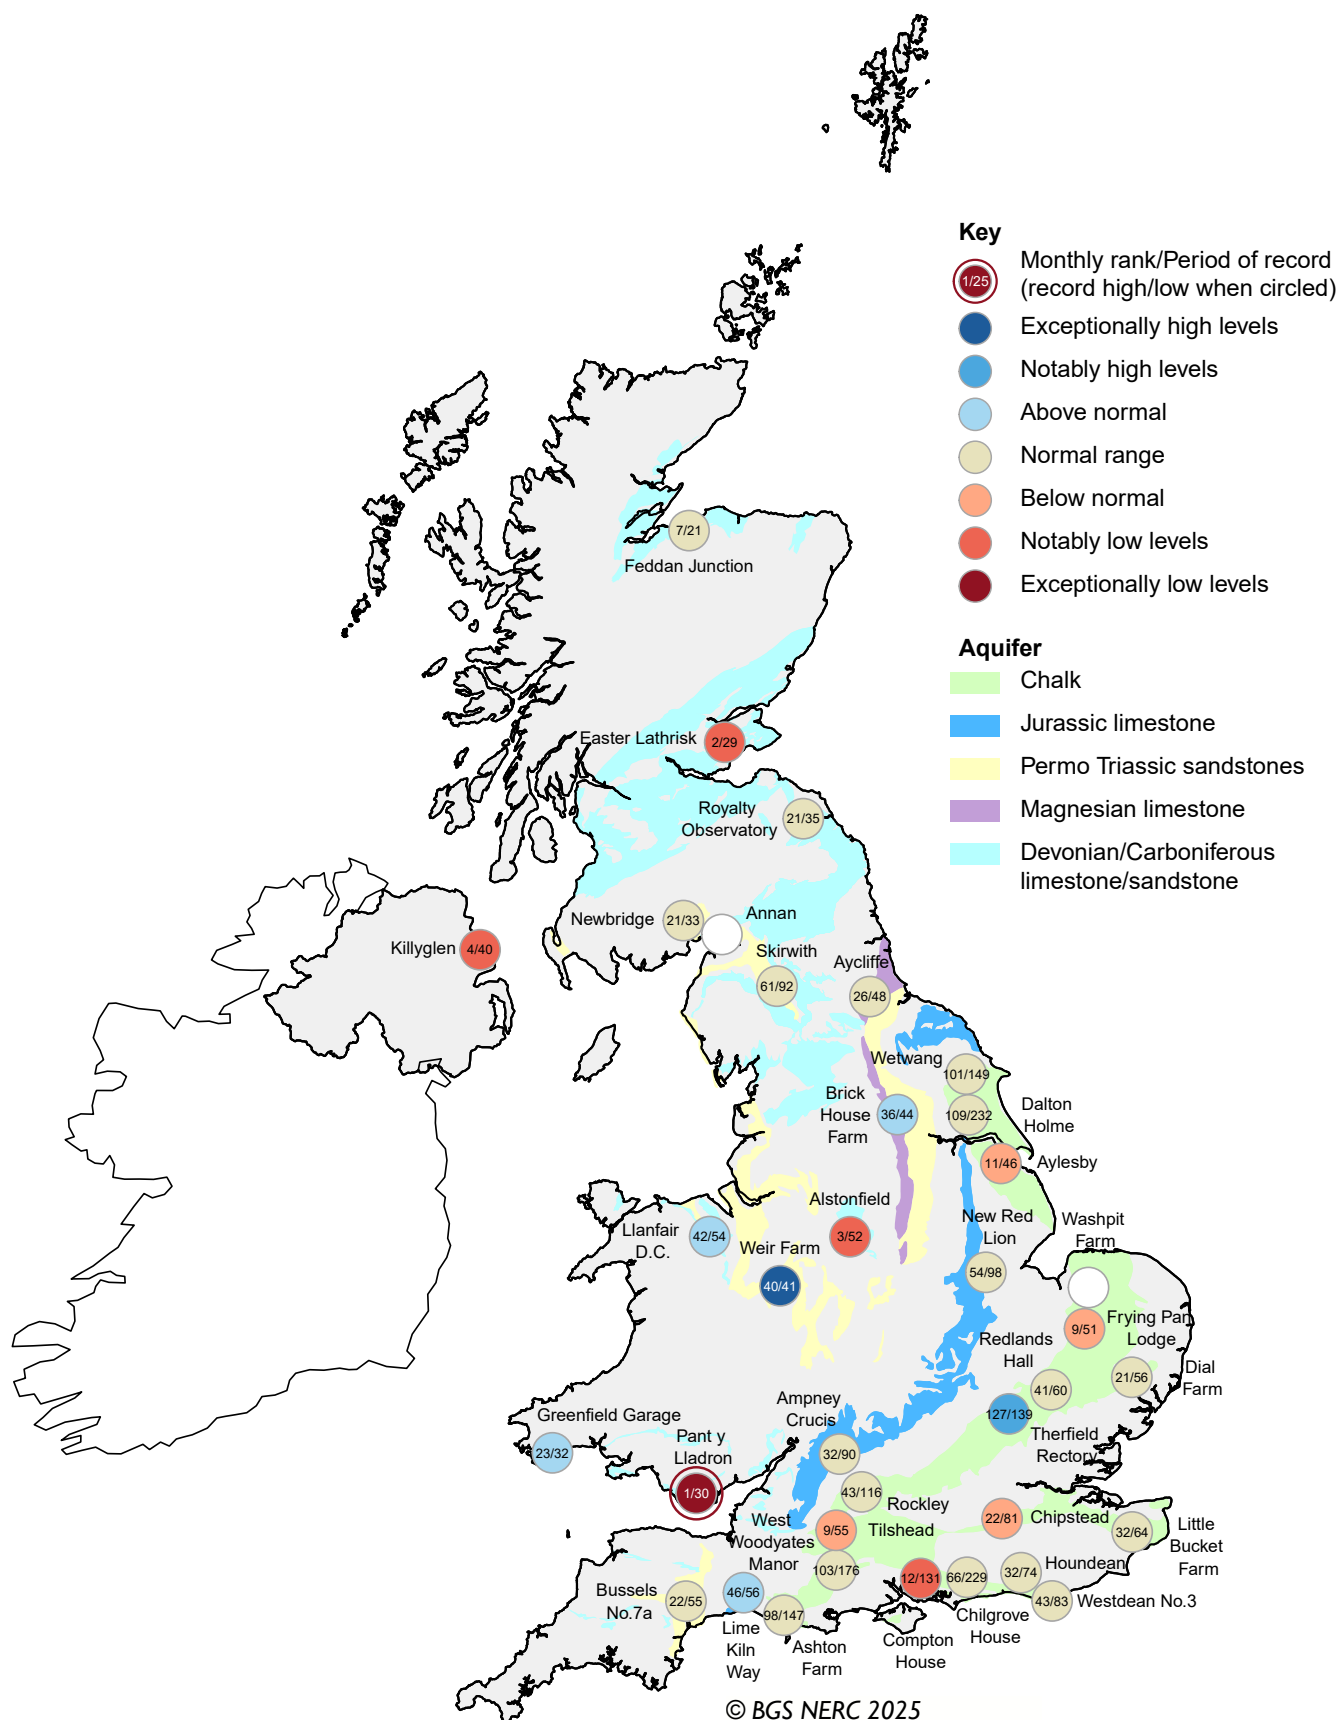 Key
1/25
Monthly rank/Period of record
(record high/low when circled)
Exceptionally high levels
Notably high levels
Above normal
Normal range
Below normal
Notably low levels
Exceptionally low levels
Aquifer
Chalk
Jurassic limestone
Permo Triassic sandstones
Magnesian limestone
Devonian/Carboniferous
limestone/sandstone
7/21
Feddan Junction
Easter Lathrisk
2/29
Royalty
Observatory
21/35
Newbridge
21/33
Annan
Killyglen
4/40
Skirwith
61/92
Aycliffe
26/48
Wetwang
101/149
Brick
House
Farm
36/44
109/232
Dalton
Holme
11/46
Aylesby
Alstonfield
3/52
New Red
Lion
54/98
Washpit
Farm
Llanfair
D.C.
42/54
Weir Farm
40/41
9/51
Frying Pan
Lodge
Redlands
Hall
41/60
21/56
Dial
Farm
127/139
Therfield
Rectory
Ampney
Crucis
32/90
Greenfield Garage
23/32
Pant y
Lladron
1/30
43/116
Rockley
West
Woodyates
Manor
9/55
Tilshead
22/81
Chipstead
32/64
Little
Bucket
Farm
103/176
12/131
66/229
32/74
Houndean
43/83
Westdean No.3
Bussels
No.7a
22/55
46/56
98/147
Lime
Kiln
Way
Ashton
Farm
Compton
House
Chilgrove
House
© BGS NERC 2025